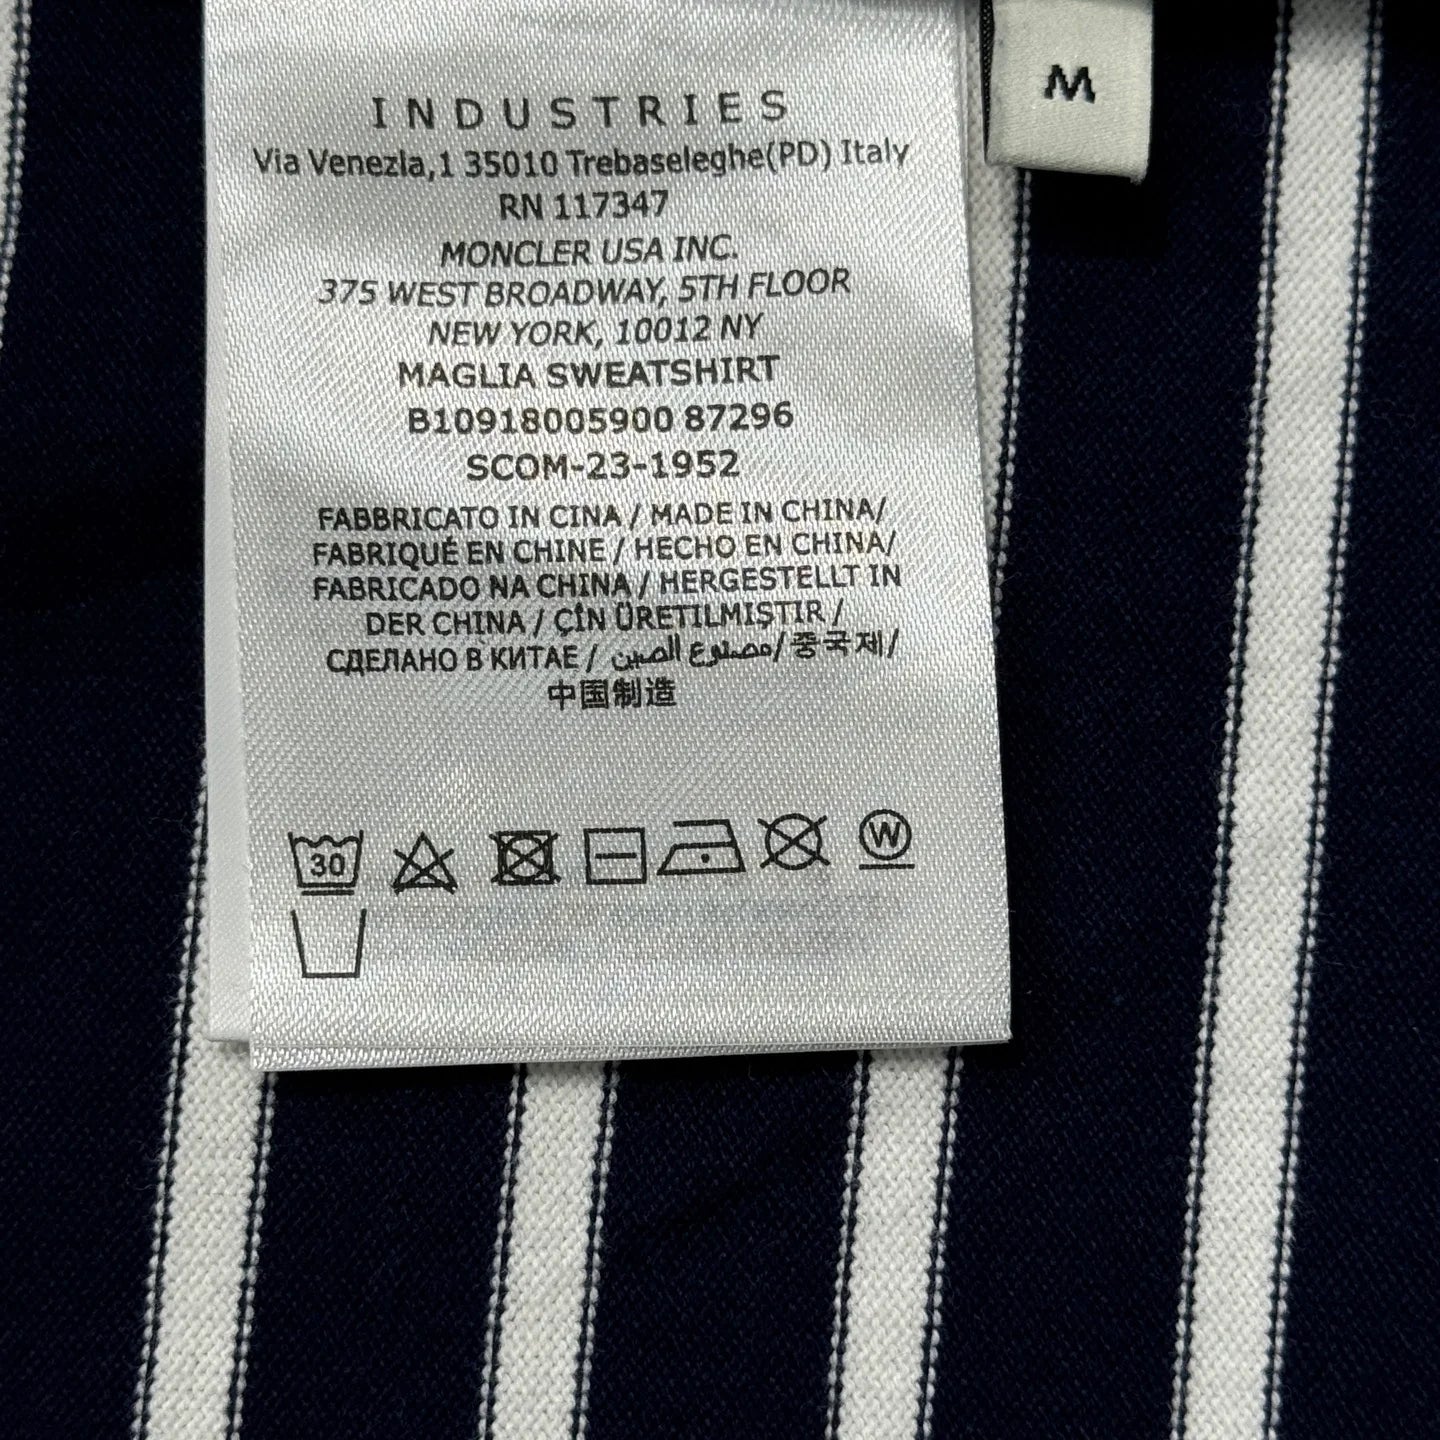 INDUSTRIES
Via Venezia,1 35010 Trebaseleghe(PD) Italy
RN 117347
MONCLER USA INC.
375 WEST BROADWAY, 5TH FLOOR
NEW YORK, 10012 NY
MAGLIA SWEATSHIRT
B10918005900 87296
SCOM-23-1952
FABBRICATO IN CINA / MADE IN CHINA/
FABRIQUÉ EN CHINE / HECHO EN CHINA/
FABRICADO NA CHINA / HERGESTELLT IN
DER CHINA / ÇİN ÜRETILMIŞTIR /
СДЕЛАНО В КИТАЕ / مصنوع الصين/중국제/
中国制造
30
W
M